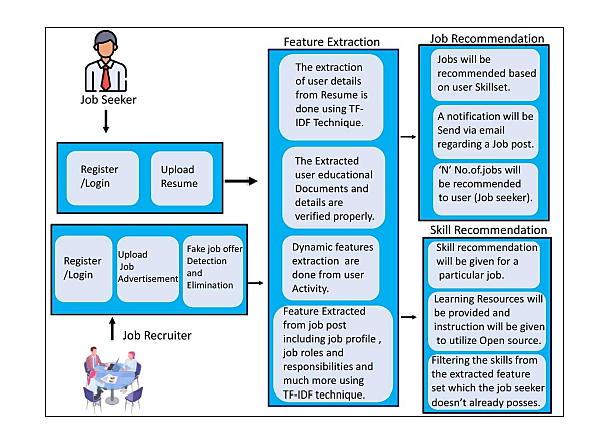 Job Seeker
Register
/Login
Upload
Resume
Register
/Login
Upload
Job
Advertisement
Fake job offer
Detection
and
Elimination
Job Recruiter
Feature Extraction
The extraction
of user details
from Resume is
done using TF-
IDF Technique.
The Extracted
user educational
Documents and
details are
verified properly.
Dynamic features
extraction are
done from user
Activity.
Feature Extracted
from job post
including job profile ,
job roles and
responsibilities and
much more using
TF-IDF technique.
Job Recommendation
Jobs will be
recommended based
on user Skillset.
A notification will be
Send via email
regarding a Job post.
‘N’ No.of.jobs will
be recommended
to user (Job seeker).
Skill Recommendation
Skill recommendation
will be given for a
particular job.
Learning Resources will
be provided and
instruction will be given
to utilize Open source.
Filtering the skills from
the extracted feature
set which the job seeker
doesn’t already posses.